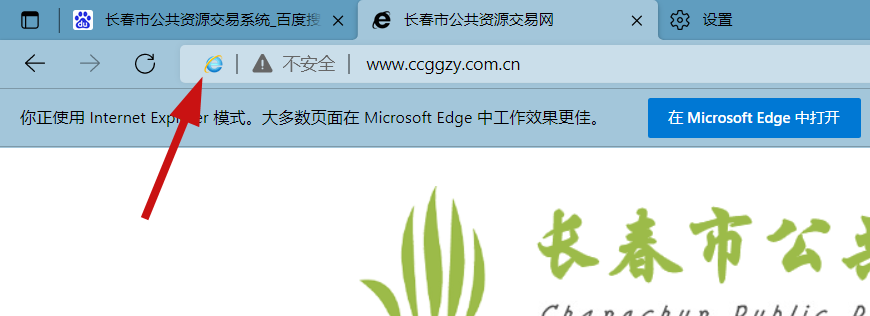 长春市公共资源交易系统_百度搜
长春市公共资源交易网
设置
不安全
www.ccggzy.com.cn
你正使用 Internet Explorer 模式。大多数页面在 Microsoft Edge 中工作效果更佳。
在 Microsoft Edge 中打开
长春市公共
Changchun Public